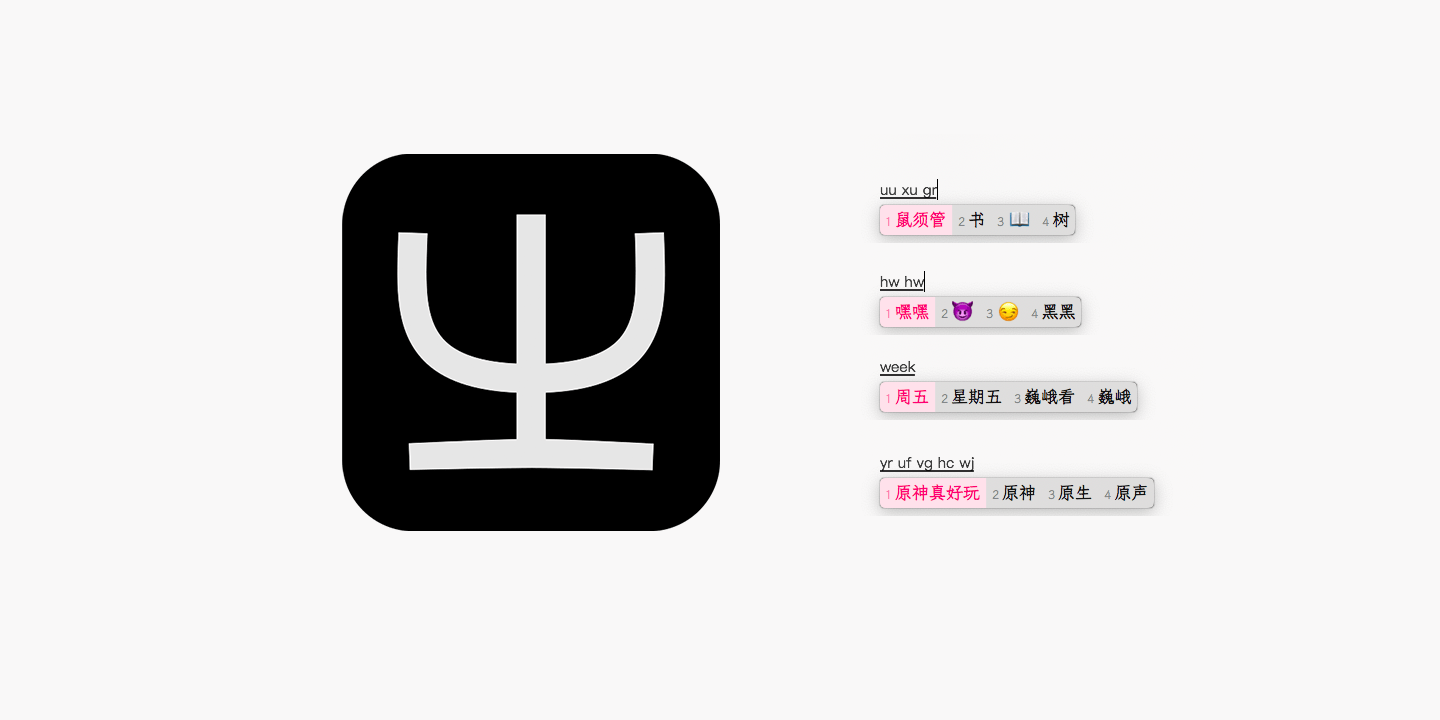 uu xu gr
1 鼠须管 2 书 3 📖 4 树
hw hw
1 嘿嘿 2 😈 3 😏 4 黑黑
week
1 周五 2 星期五 3 巍峨看 4 巍峨
yr uf vg hc wj
1 原神真好玩 2 原神 3 原生 4 原声